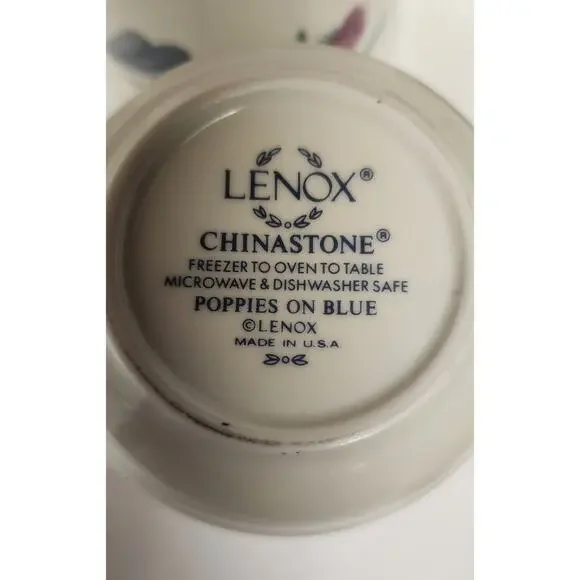 LENOX®
CHINASTONE®
FREEZER TO OVEN TO TABLE
MICROWAVE & DISHWASHER SAFE
POPPIES ON BLUE
©LENOX
MADE IN U.S.A.